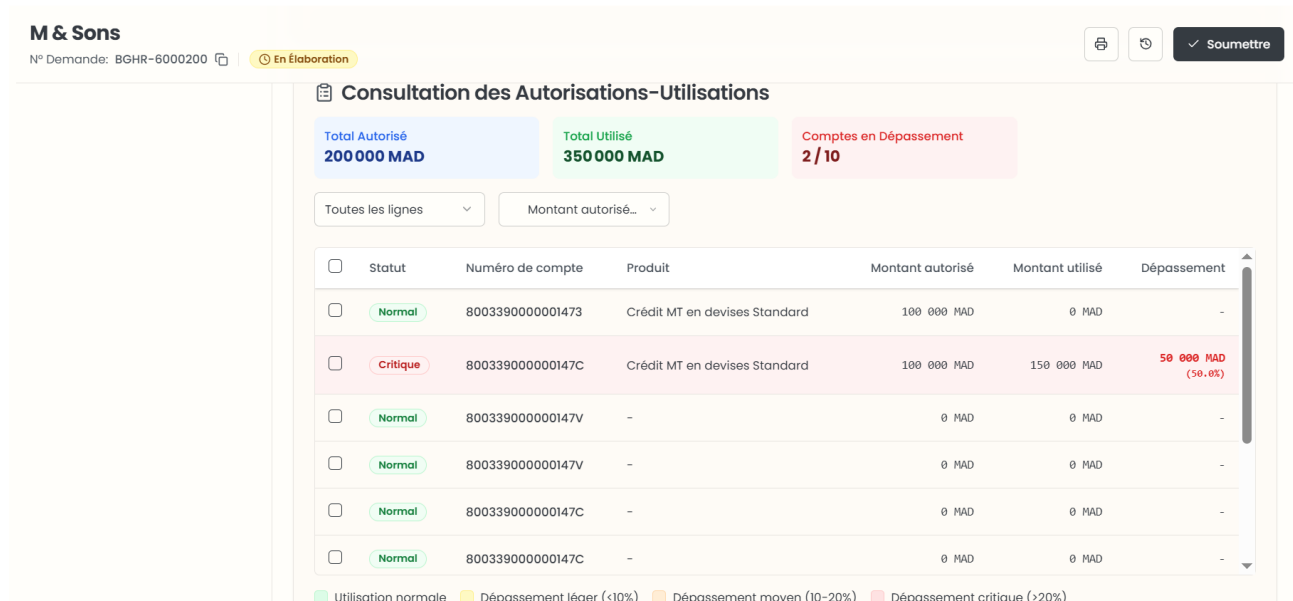 M & Sons
N° Demande: BGHR-6000200 En Élaboration
Soumettre
Consultation des Autorisations-Utilisations
Total Autorisé Total Utilisé Comptes en Dépassement
200 000 MAD 350 000 MAD 2 / 10
Toutes les lignes Montant autorisé...
Statut Numéro de compte Produit Montant autorisé Montant utilisé Dépassement
Normal 8003390000001473 Crédit MT en devises Standard 100 000 MAD 0 MAD -
Critique 800339000000147C Crédit MT en devises Standard 100 000 MAD 150 000 MAD 50 000 MAD
(50.0%)
Normal 800339000000147V - 0 MAD 0 MAD -
Normal 800339000000147V - 0 MAD 0 MAD -
Normal 800339000000147C - 0 MAD 0 MAD -
Normal 800339000000147C - 0 MAD 0 MAD -
Utilisation normale Dépassement léger (<10%) Dépassement moyen (10-20%) Dépassement critique (>20%)